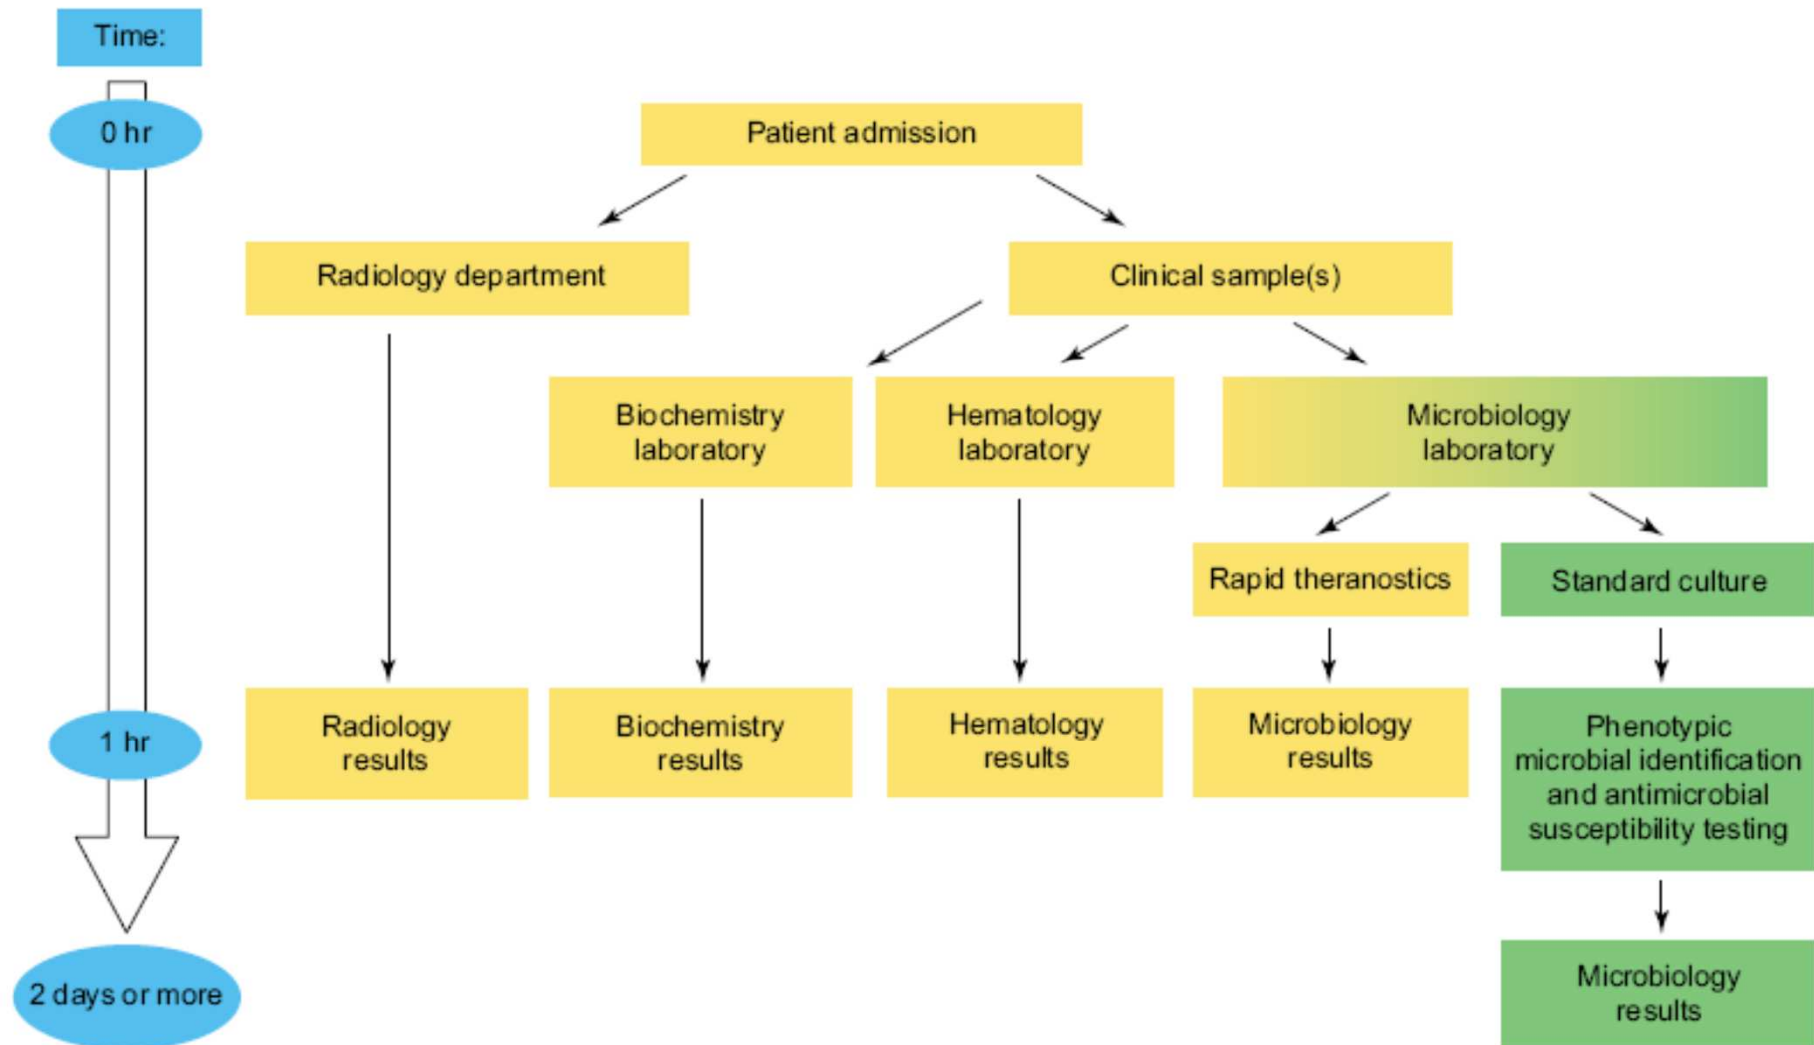 Time:
0 hr
Patient admission
Radiology department
Clinical sample(s)
Biochemistry
laboratory
Hematology
laboratory
Microbiology
laboratory
Rapid theranostics
Standard culture
1 hr
Radiology
results
Biochemistry
results
Hematology
results
Microbiology
results
Phenotypic
microbial identification
and antimicrobial
susceptibility testing
2 days or more
Microbiology
results